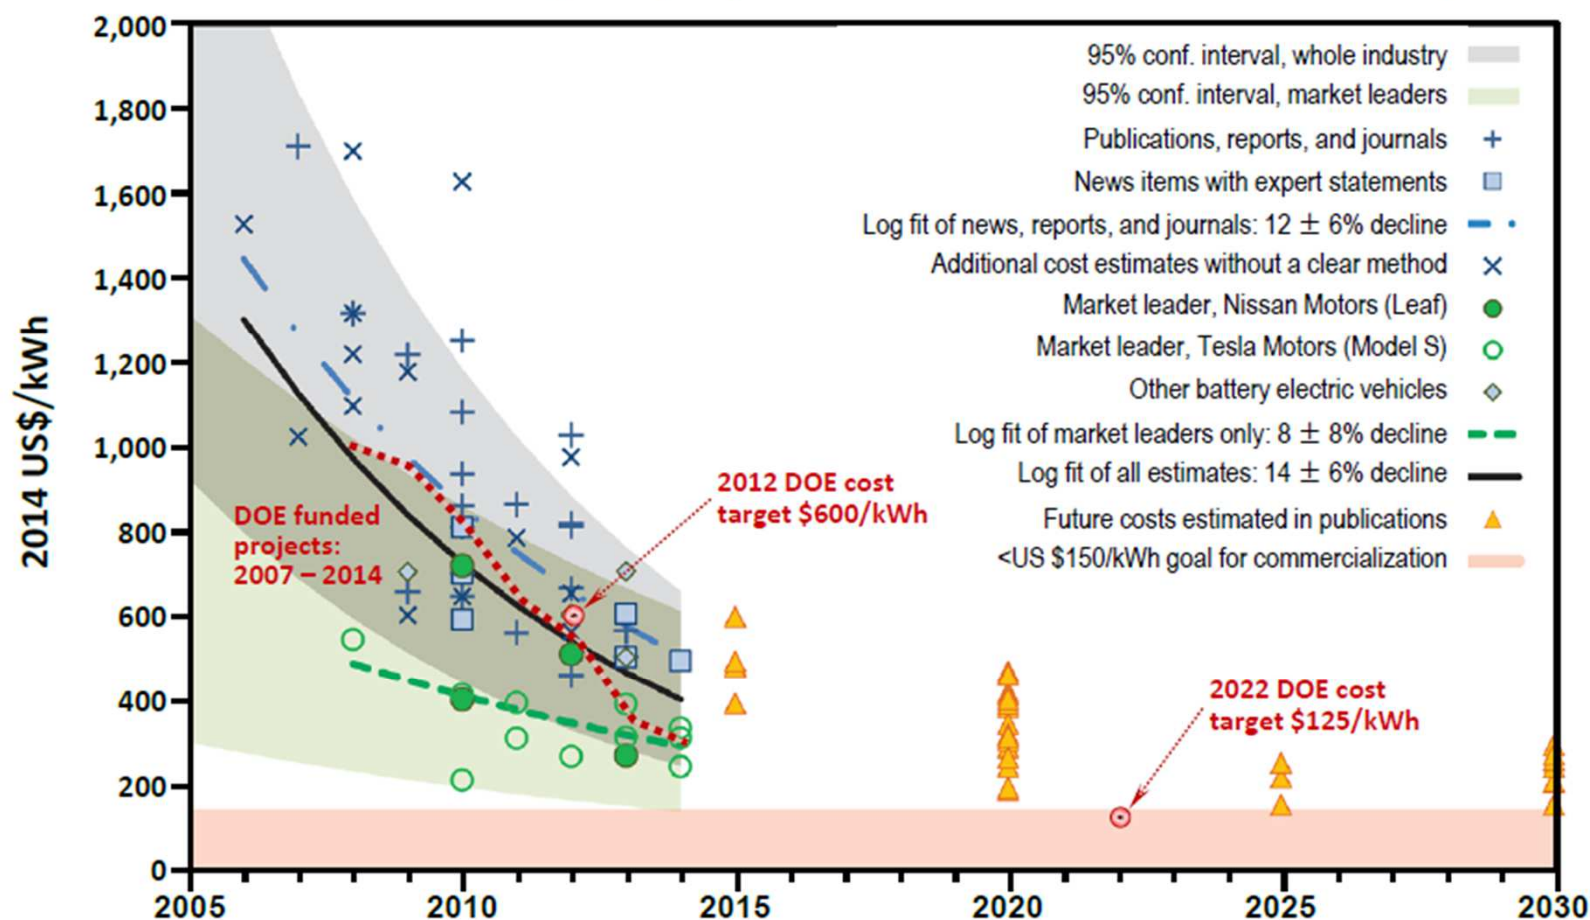 2,000
1,800
1,600
1,400
1,200
1,000
800
600
400
200
0
2014 US$/kWh
2005
2010
2015
2020
2025
2030
95% conf. interval, whole industry
95% conf. interval, market leaders
Publications, reports, and journals
News items with expert statements
Log fit of news, reports, and journals: 12 ± 6% decline
Additional cost estimates without a clear method
Market leader, Nissan Motors (Leaf)
Market leader, Tesla Motors (Model S)
Other battery electric vehicles
Log fit of market leaders only: 8 ± 8% decline
Log fit of all estimates: 14 ± 6% decline
Future costs estimated in publications
<US $150/kWh goal for commercialization
DOE funded
projects:
2007 – 2014
2012 DOE cost
target $600/kWh
2022 DOE cost
target $125/kWh